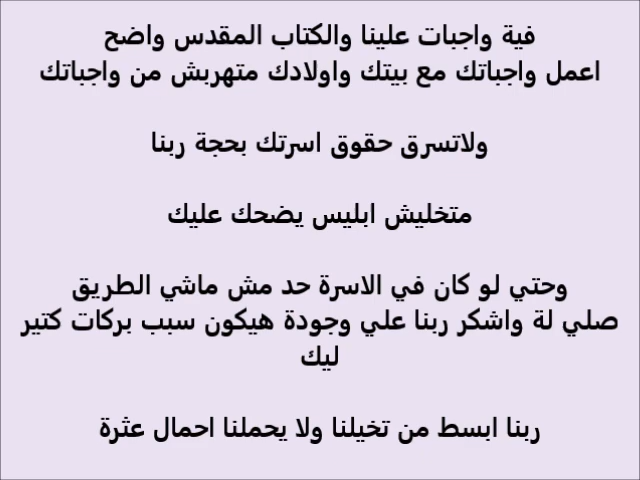 فية واجبات علينا والكتاب المقدس واضح
اعمل واجباتك مع بيتك واولادك متهربش من واجباتك
ولاتسرق حقوق اسرتك بحجة ربنا
متخليش ابليس يضحك عليك
وحتي لو كان في الاسرة حد مش ماشي الطريق
صلي لة واشكر ربنا علي وجودة هيكون سبب بركات كتير
ليك
ربنا ابسط من تخيلنا ولا يحملنا احمال عثرة